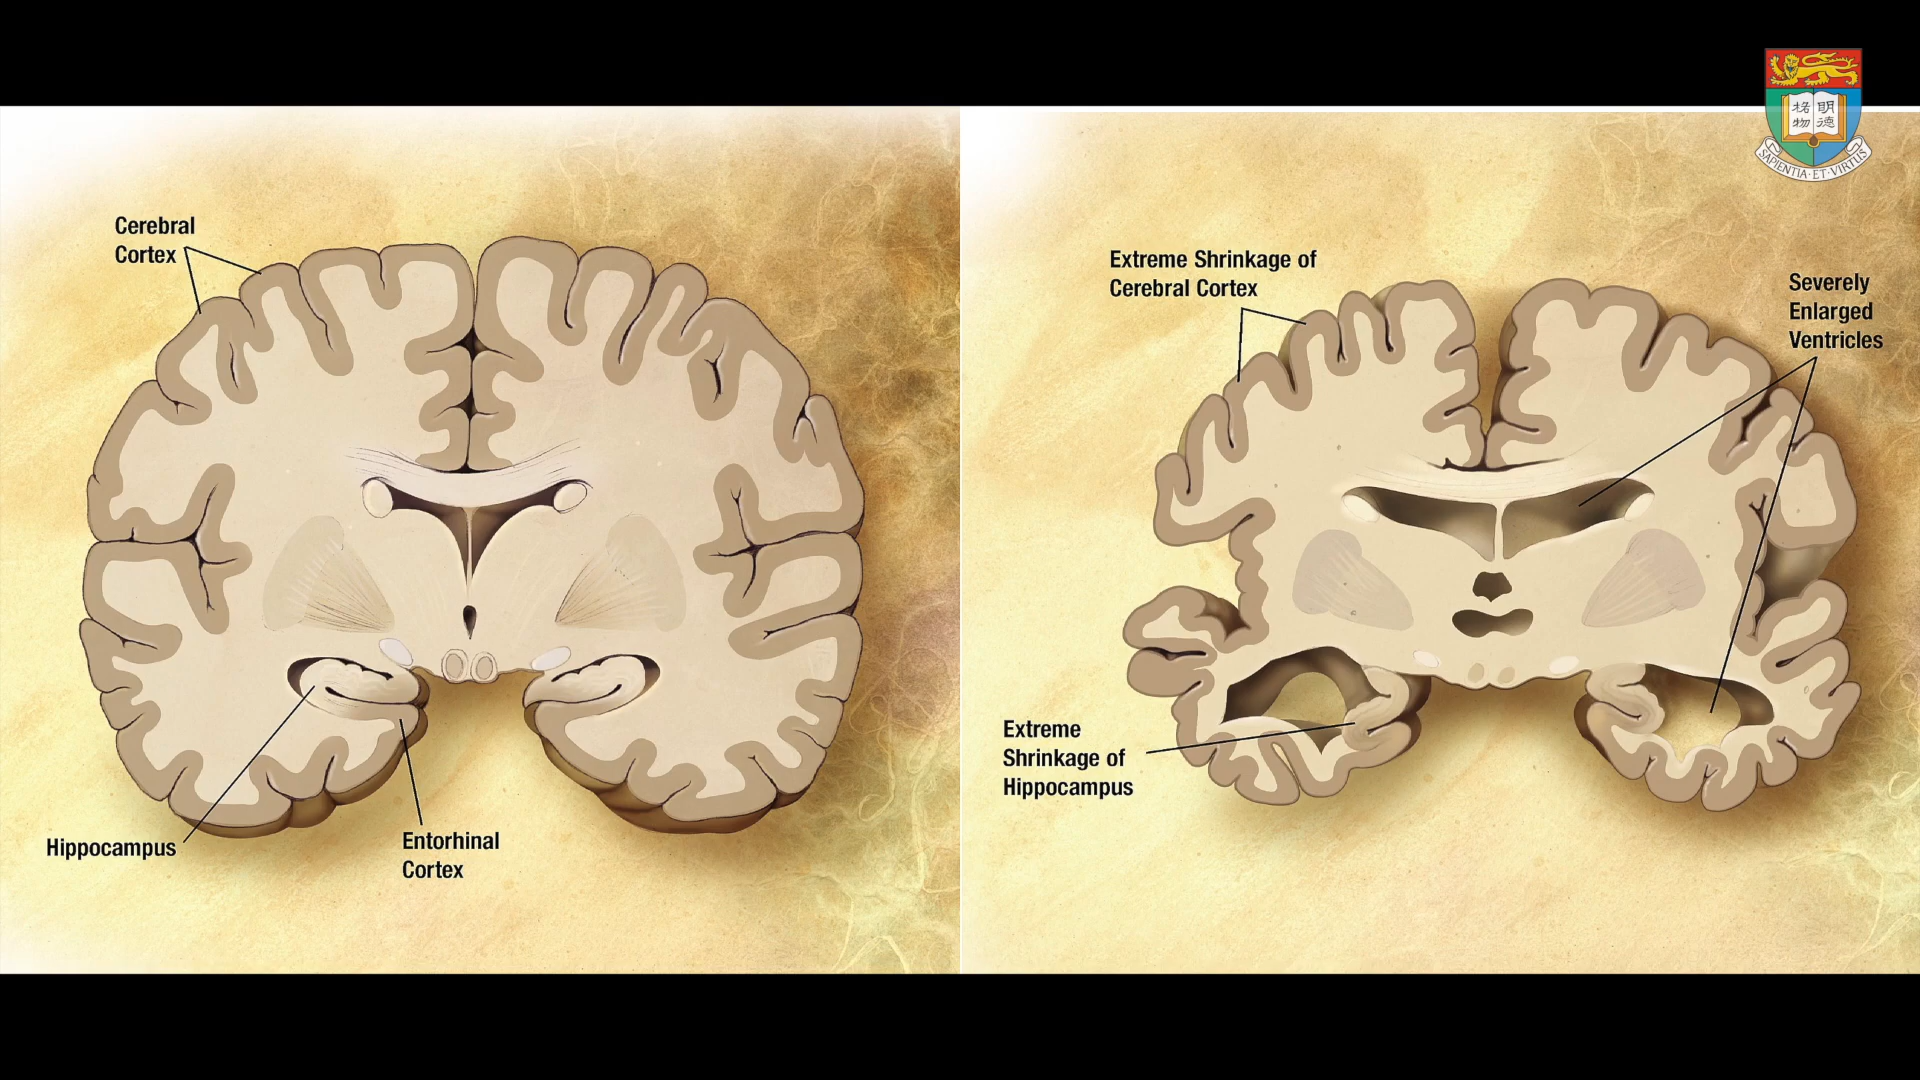 Cerebral
Cortex
Hippocampus
Entorhinal
Cortex
Extreme Shrinkage of
Cerebral Cortex
Severely
Enlarged
Ventricles
Extreme
Shrinkage of
Hippocampus
明德
格物
SAPIENTIA·ET·VIRTUS